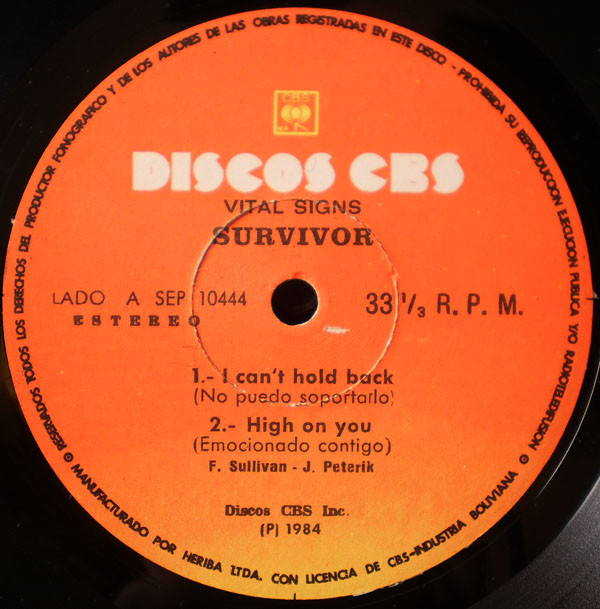 CBS
DISCOS CBS
VITAL SIGNS
SURVIVOR
LADO A SEP 10444
33 1/3 R. P. M.
ESTEREO
1.- I can't hold back
(No puedo soportarlo)
2.- High on you
(Emocionado contigo)
F. Sullivan - J. Peterik
Discos CBS Inc.
(P) 1984
RESERVADOS TODOS LOS DERECHOS DEL PRODUCTOR FONOGRAFICO Y DE LOS AUTORES DE LAS OBRAS REGISTRADAS EN ESTE DISCO - PROHIBIDA SU REPRODUCCION EJECUCION PUBLICA Y/O RADIOTELEDIFUSION
MANUFACTURADO POR HERIBA LTDA. CON LICENCIA DE CBS-INDUSTRIA BOLIVIANA